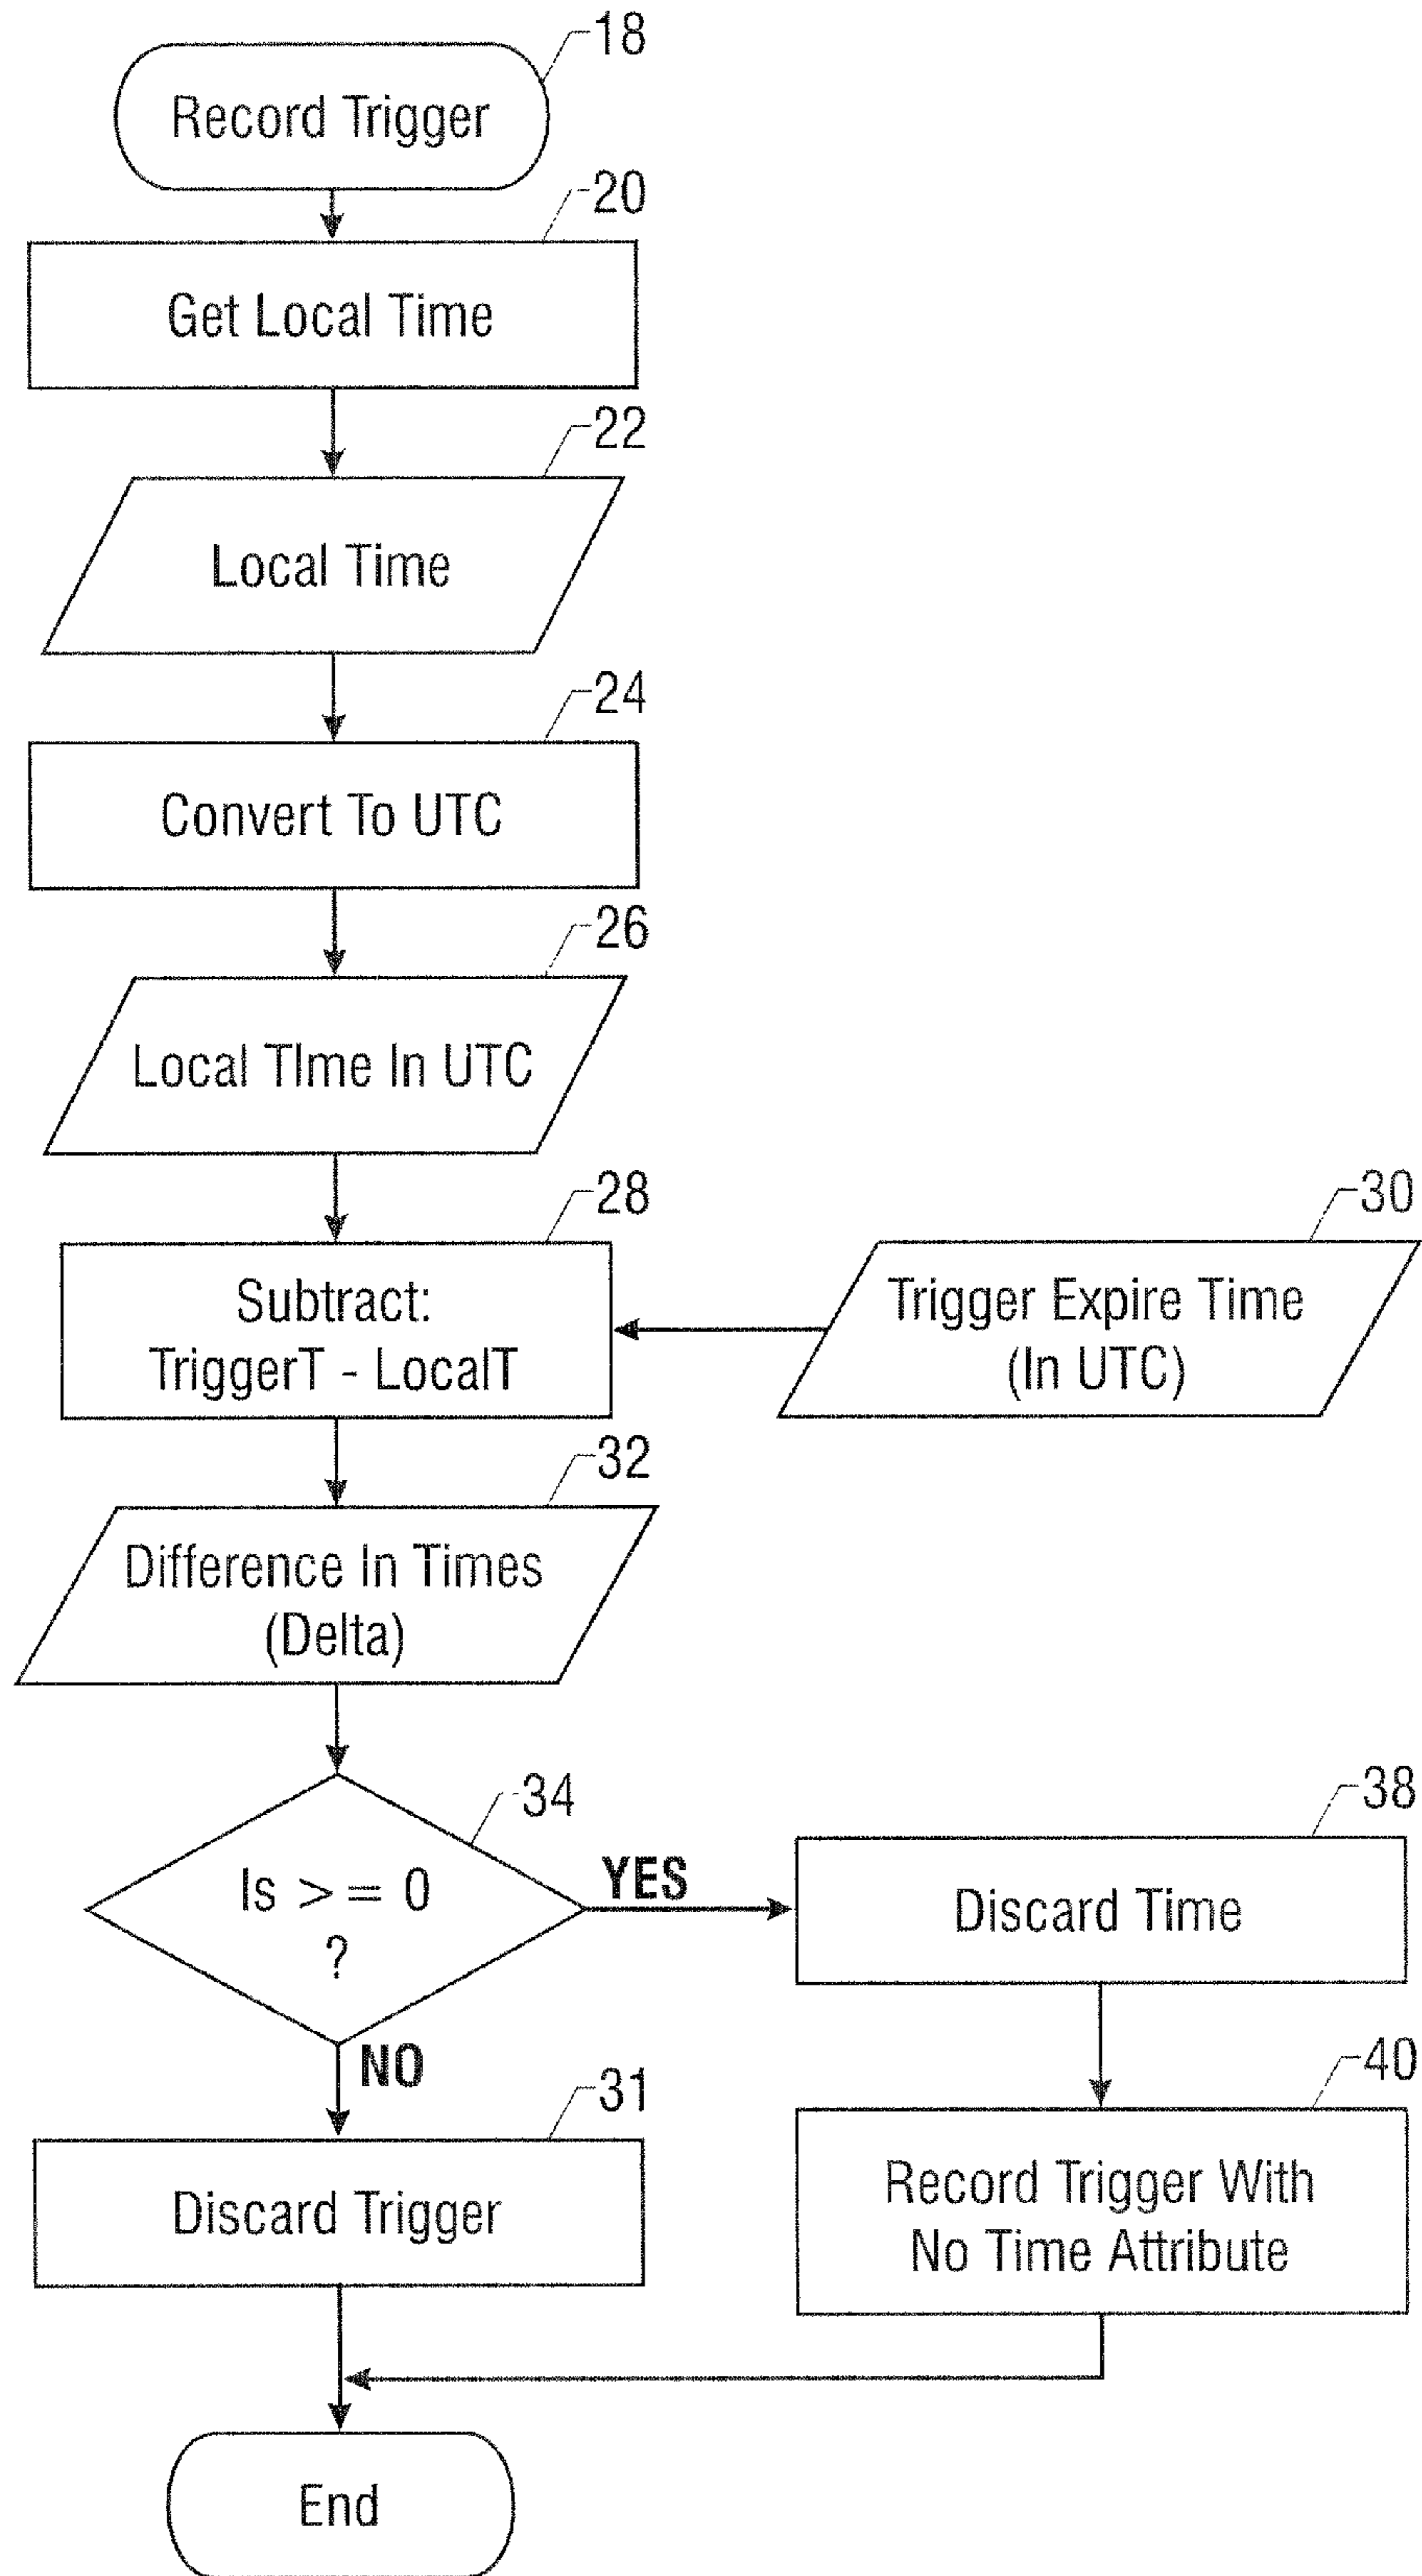 18
Record Trigger
20
Get Local Time
22
Local Time
24
Convert To UTC
26
Local TIme In UTC
28
Subtract:
TriggerT - LocalT
30
Trigger Expire Time
(In UTC)
32
Difference In Times
(Delta)
34
Is >= 0
?
YES
38
Discard Time
NO
31
Discard Trigger
40
Record Trigger With
No Time Attribute
End